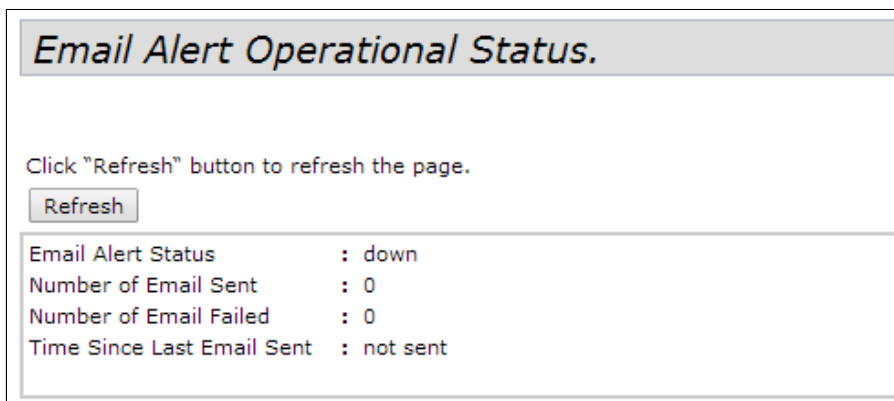 Email Alert Operational Status.
Click "Refresh" button to refresh the page.
Refresh
Email Alert Status : down
Number of Email Sent : 0
Number of Email Failed : 0
Time Since Last Email Sent : not sent